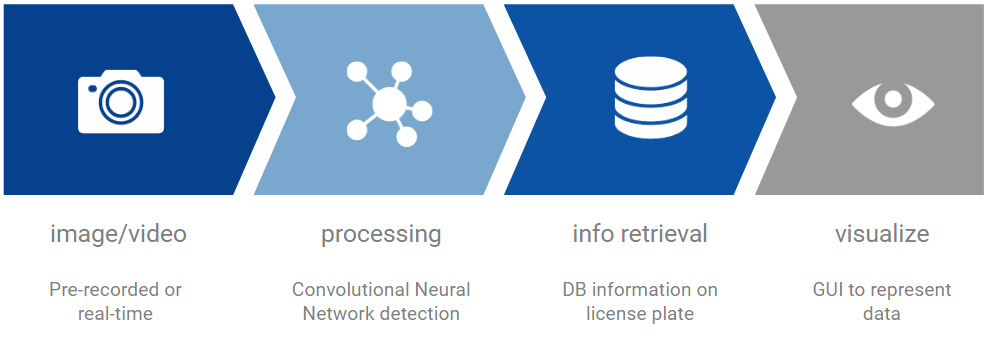 image/video
Pre-recorded or
real-time
processing
Convolutional Neural
Network detection
info retrieval
DB information on
license plate
visualize
GUI to represent
data